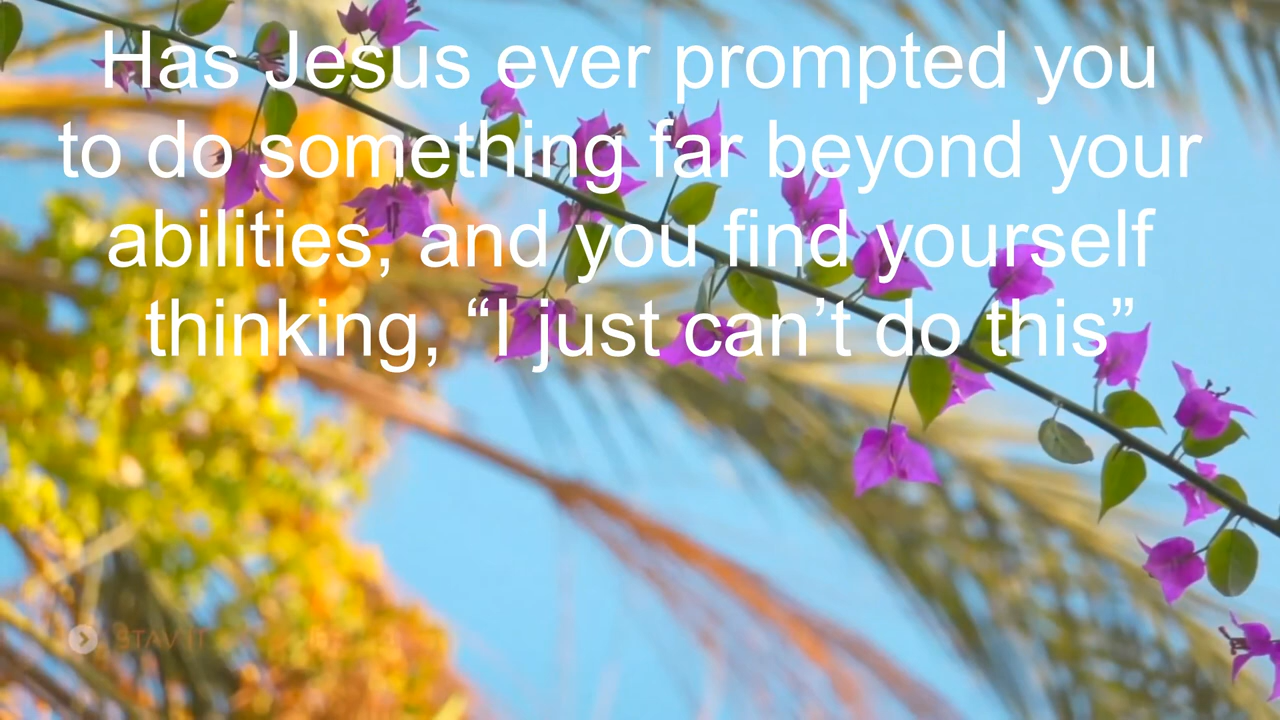 Has Jesus ever prompted you
to do something far beyond your
abilities, and you find yourself
thinking, “I just can’t do this”